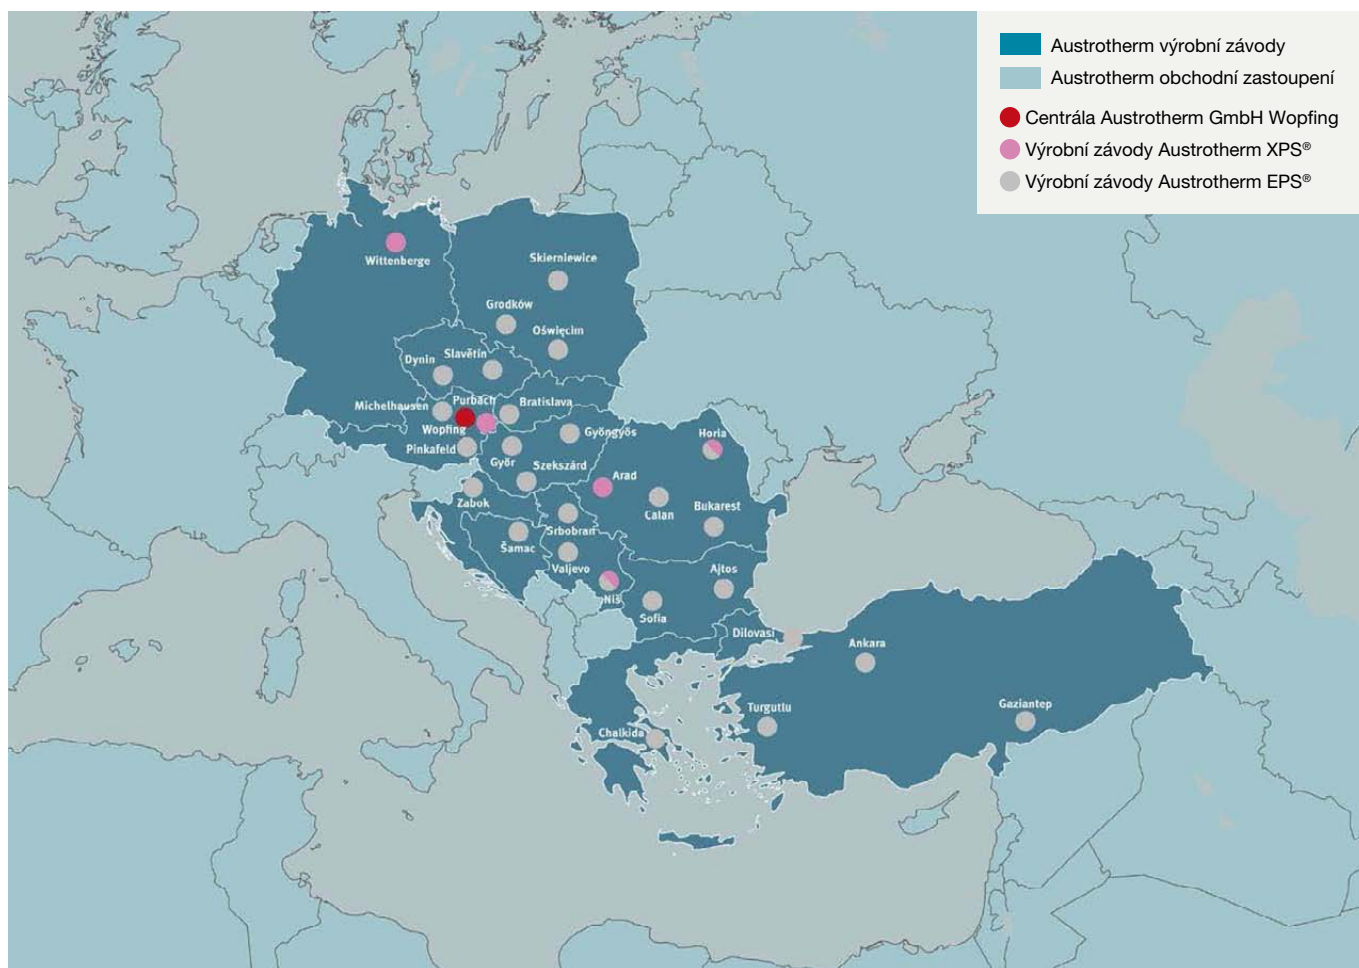 Austrotherm výrobní závody
Austrotherm obchodní zastoupení
Centrála Austrotherm GmbH Wopfing
Výrobní závody Austrotherm XPS®
Výrobní závody Austrotherm EPS®
Wittenberge
Skierniewice
Grodków
Oświęcim
Dynin
Slavětín
Michelhausen
Purbach
Bratislava
Wopfing
Gyöngyös
Horia
Pinkafeld
Győr
Szekszárd
Arad
Zabok
Calan
Bukarest
Srbobran
Šamac
Valjevo
Ajtos
Niš
Sofia
Dilovasi
Ankara
Turgutlu
Gaziantep
Chalkida